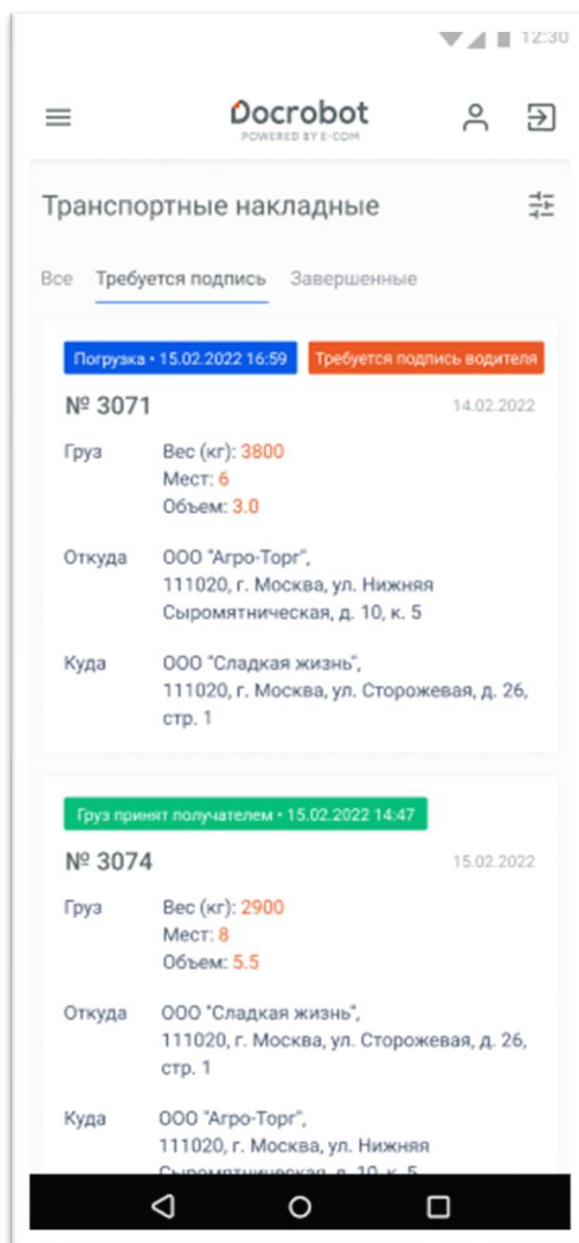 12:30
Docrobot
POWERED BY E-COM
Транспортные накладные
Все Требуется подпись Завершенные
Погрузка • 15.02.2022 16:59 Требуется подпись водителя
№ 3071 14.02.2022
Груз Вес (кг): 3800
Мест: 6
Объем: 3.0
Откуда ООО "Агро-Торг",
111020, г. Москва, ул. Нижняя
Сыромятническая, д. 10, к. 5
Куда ООО "Сладкая жизнь",
111020, г. Москва, ул. Сторожевая, д. 26,
стр. 1
Груз принят получателем • 15.02.2022 14:47
№ 3074 15.02.2022
Груз Вес (кг): 2900
Мест: 8
Объем: 5.5
Откуда ООО "Сладкая жизнь",
111020, г. Москва, ул. Сторожевая, д. 26,
стр. 1
Куда ООО "Агро-Торг",
111020, г. Москва, ул. Нижняя
Сыромятническая, д. 10, к. 5